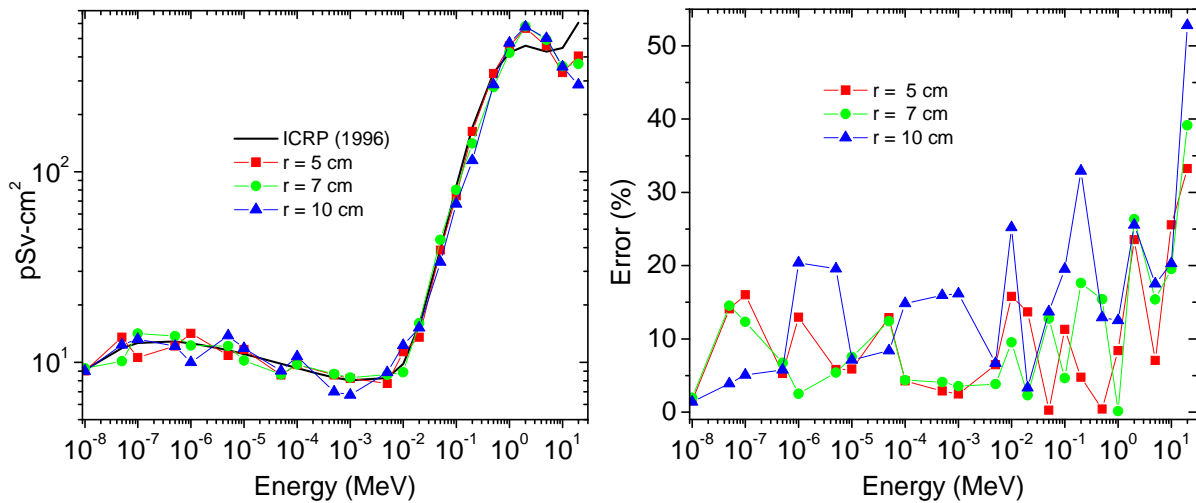 pSv-cm²
10²
10¹
ICRP (1996)
r = 5 cm
r = 7 cm
r = 10 cm
10⁻⁸ 10⁻⁷ 10⁻⁶ 10⁻⁵ 10⁻⁴ 10⁻³ 10⁻² 10⁻¹ 10⁰ 10¹
Energy (MeV)
Error (%)
50
40
30
20
10
0
r = 5 cm
r = 7 cm
r = 10 cm
10⁻⁸ 10⁻⁷ 10⁻⁶ 10⁻⁵ 10⁻⁴ 10⁻³ 10⁻² 10⁻¹ 10⁰ 10¹
Energy (MeV)